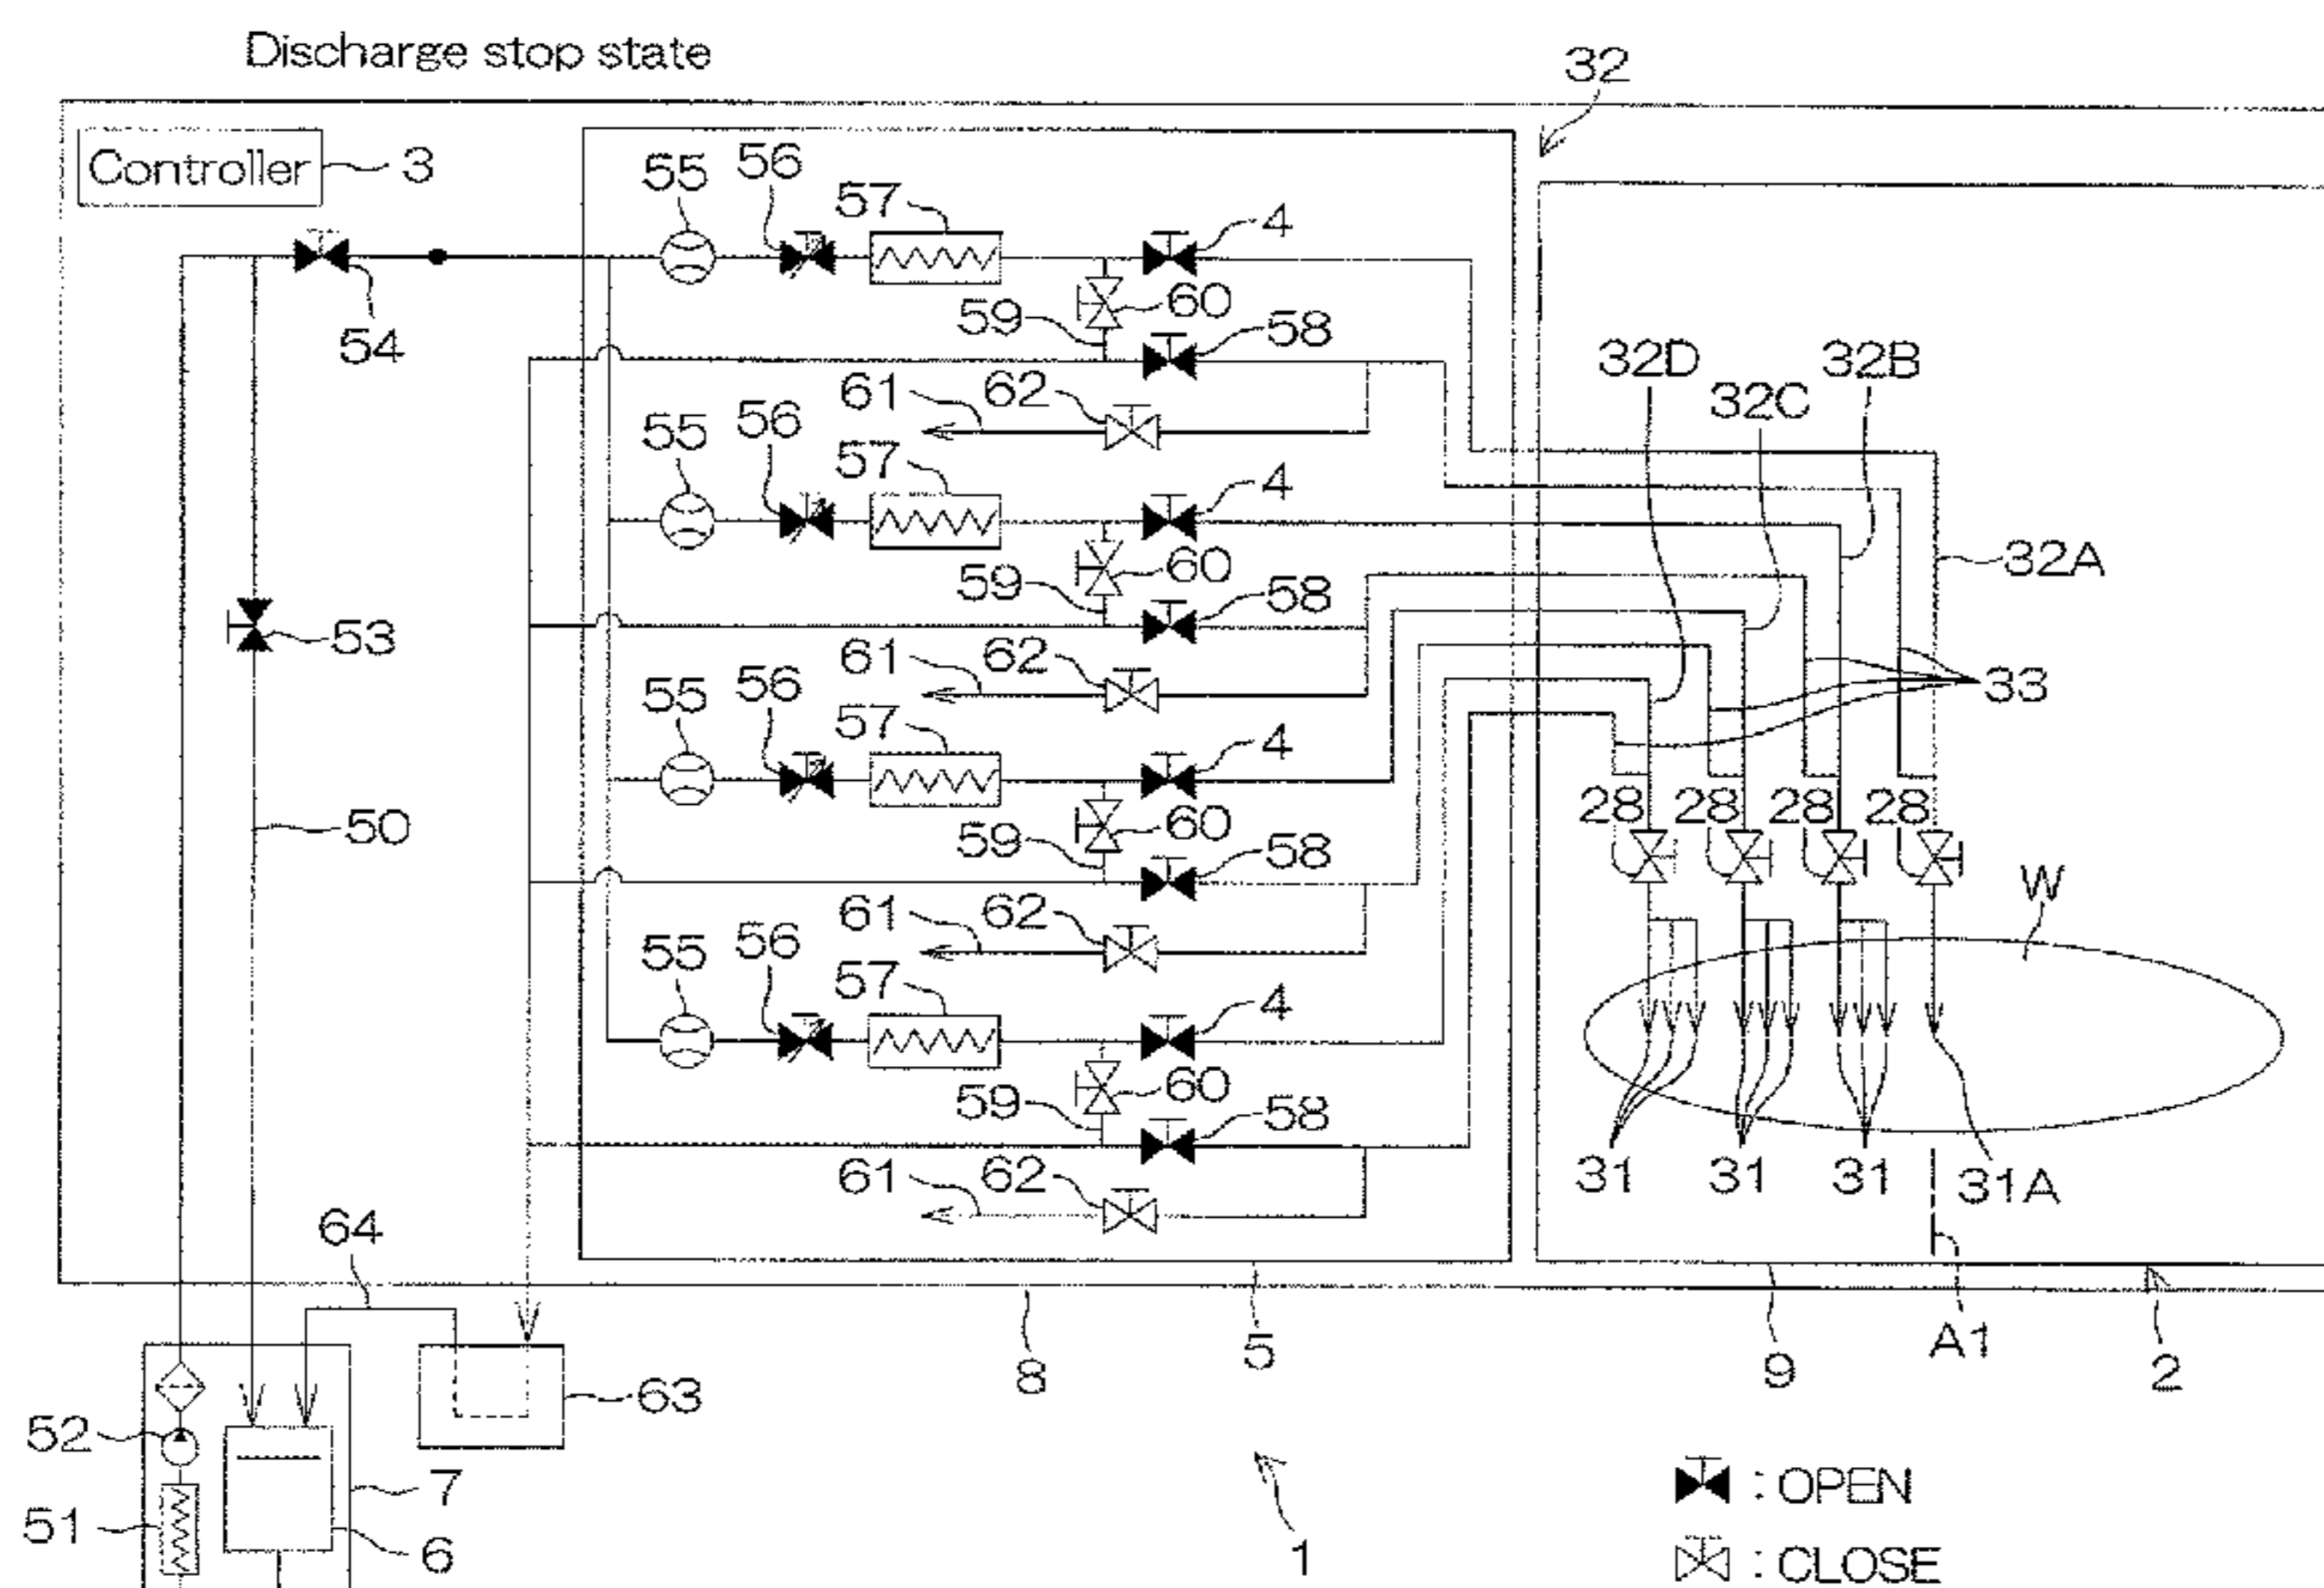 Discharge stop state
32
Controller 3
55 56 57 4
54
59 60 58
61 62
32D 32C 32B
55 56 57 4
32A
53
59 60 58
61 62
33
55 56 57 4
50
59 60 58
28 28 28 28
W
61 62
55 56 57 4
59 60 58
61 62
31 31 31 31A
64
8 5 9 A1 2
63
52
7
51
6
1
: OPEN
: CLOSE